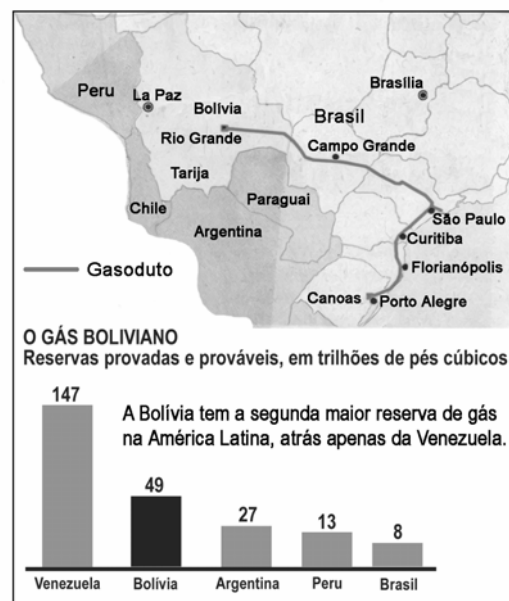 Peru
La Paz
Bolívia
Brasil
Brasília
Rio Grande
Campo Grande
Tarija
Paraguai
Chile
São Paulo
Argentina
Curitiba
Gasoduto
Florianópolis
Canoas
Porto Alegre
O GÁS BOLIVIANO
Reservas provadas e prováveis, em trilhões de pés cúbicos
147
A Bolívia tem a segunda maior reserva de gás
na América Latina, atrás apenas da Venezuela.
49
27
13
8
Venezuela
Bolívia
Argentina
Peru
Brasil